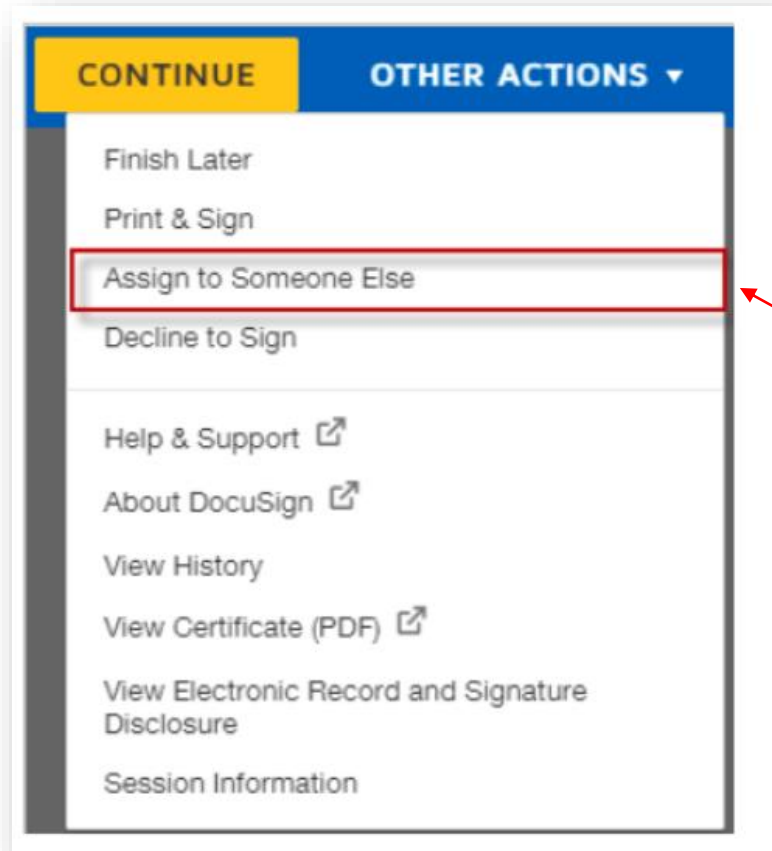 CONTINUE
OTHER ACTIONS
Finish Later
Print & Sign
Assign to Someone Else
Decline to Sign
Help & Support
About DocuSign
View History
View Certificate (PDF)
View Electronic Record and Signature
Disclosure
Session Information